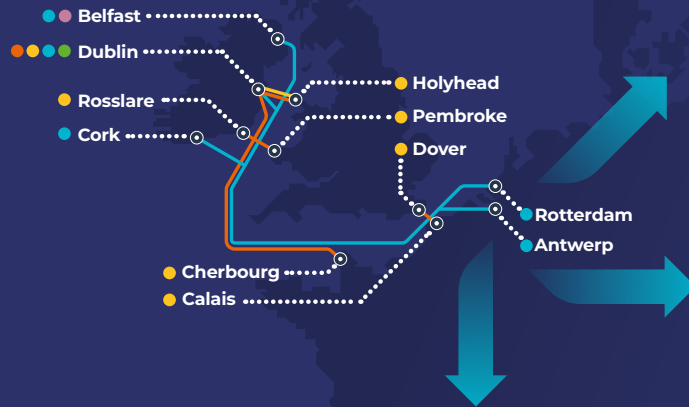 Belfast
Dublin
Rosslare
Cork
Holyhead
Pembroke
Dover
Rotterdam
Antwerp
Cherbourg
Calais